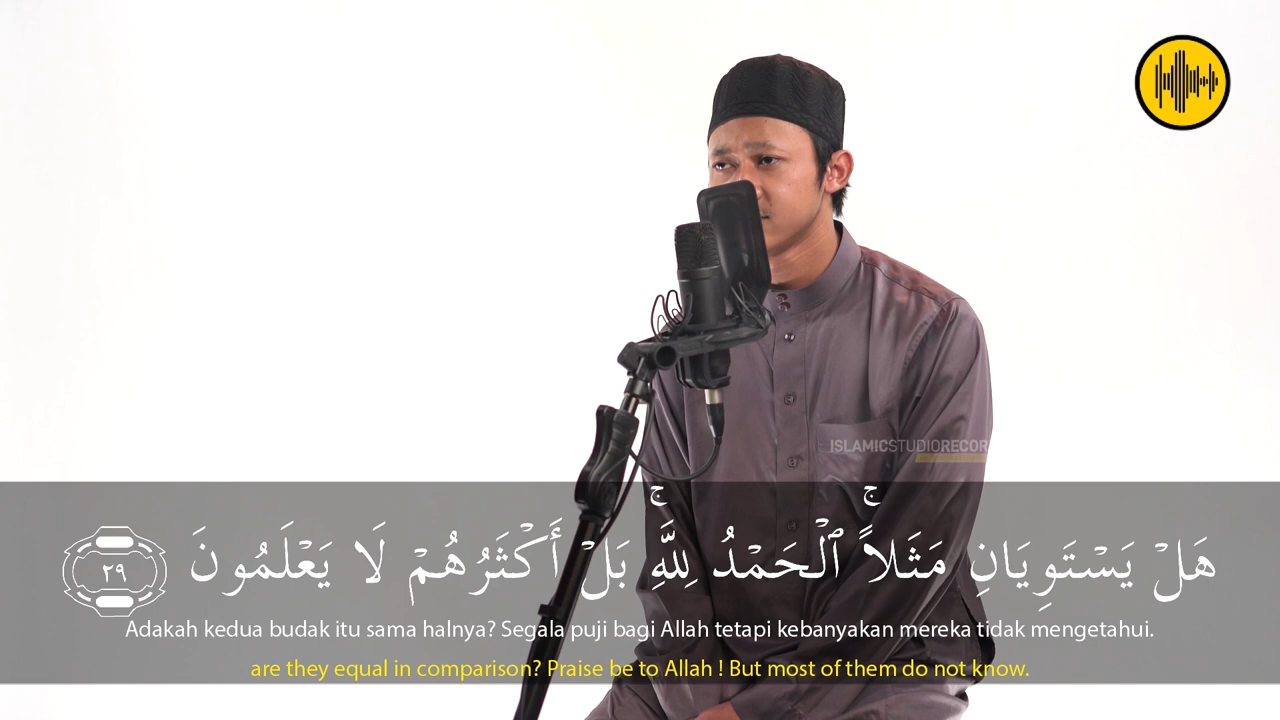 ISLAMICSTUDIORECOR
هَلْ يَسْتَوِيَانِ مَثَلاًۚ ٱلْحَمْدُ لِلَّهِۚ بَلْ أَكْثَرُهُمْ لَا يَعْلَمُونَ ٢٩
Adakah kedua budak itu sama halnya? Segala puji bagi Allah tetapi kebanyakan mereka tidak mengetahui.
are they equal in comparison? Praise be to Allah ! But most of them do not know.